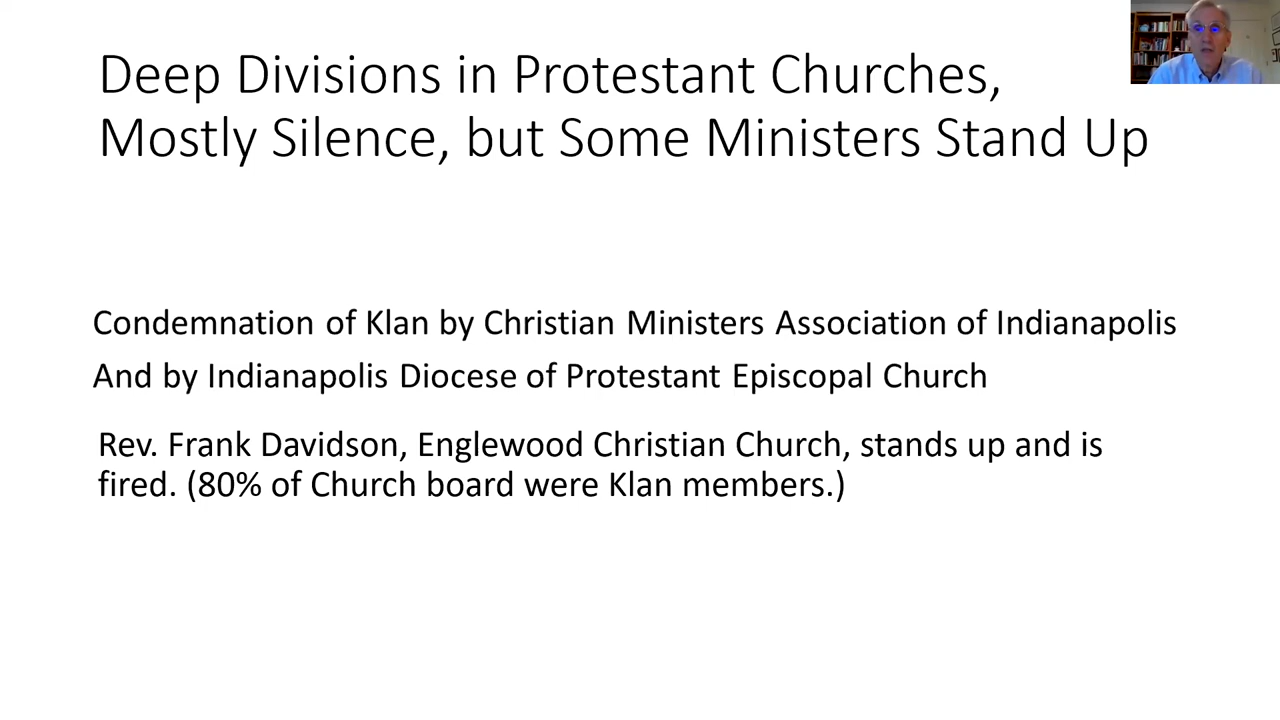 Deep Divisions in Protestant Churches,
Mostly Silence, but Some Ministers Stand Up
Condemnation of Klan by Christian Ministers Association of Indianapolis
And by Indianapolis Diocese of Protestant Episcopal Church
Rev. Frank Davidson, Englewood Christian Church, stands up and is
fired. (80% of Church board were Klan members.)